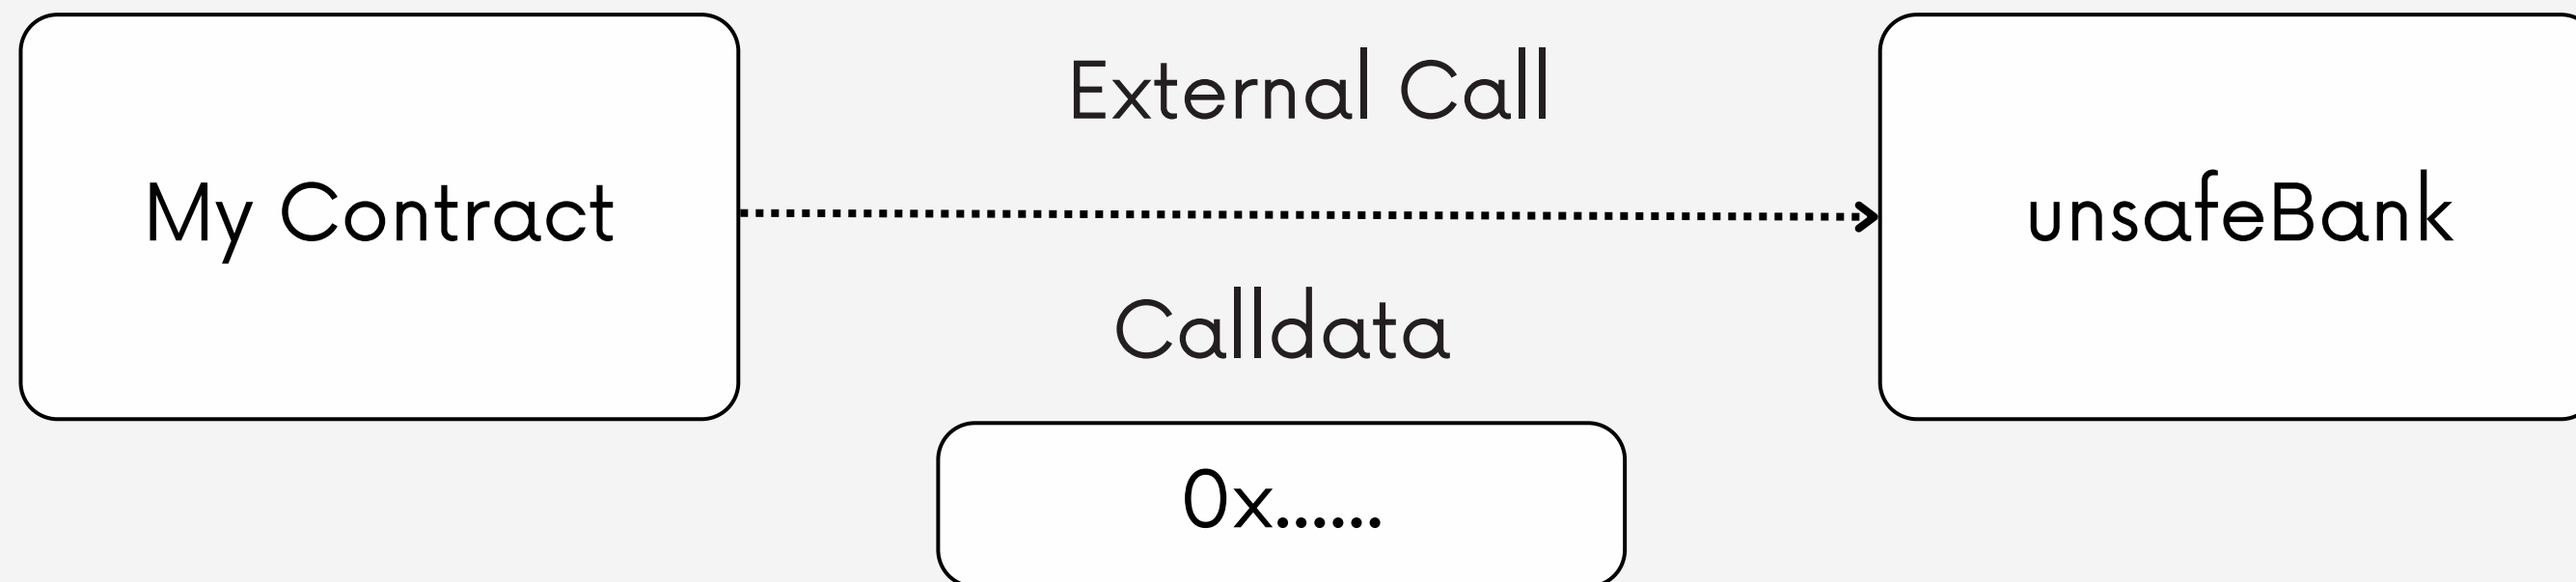 External Call
My Contract
unsafeBank
Calldata
0x......